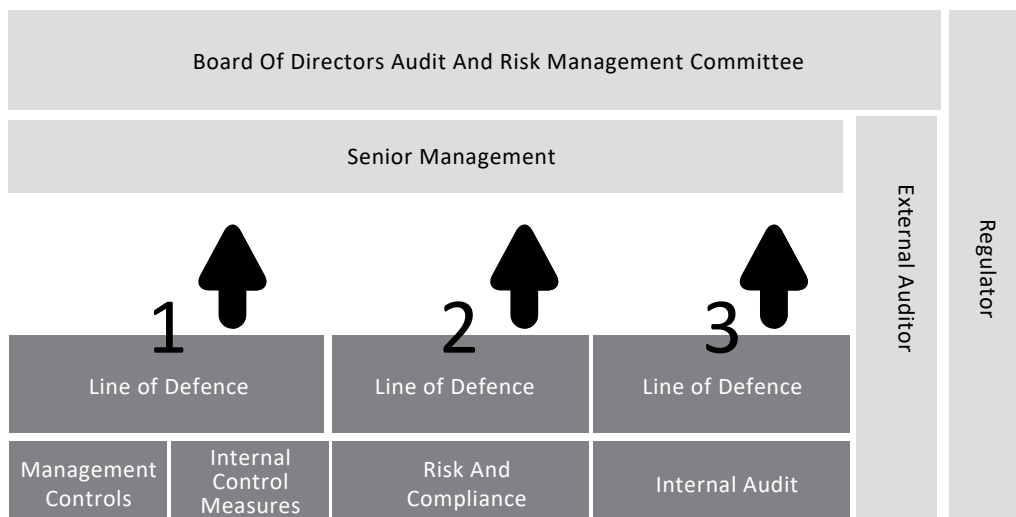 Board Of Directors Audit And Risk Management Committee
Senior Management
External Auditor
Regulator
1
2
3
Line of Defence
Line of Defence
Line of Defence
Management
Controls
Internal
Control
Measures
Risk And
Compliance
Internal Audit